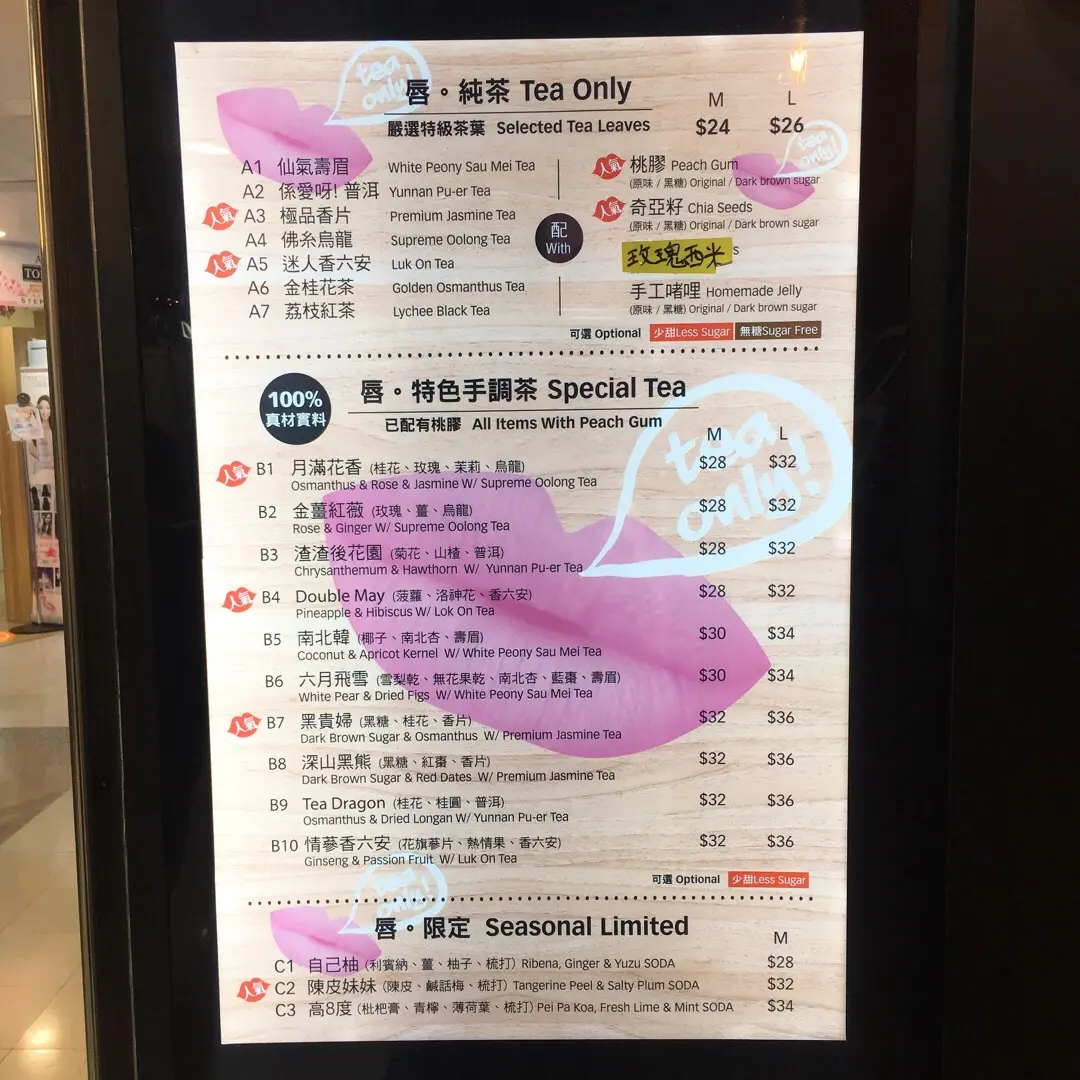 tea only!
唇。純茶 Tea Only
M L
嚴選特級茶葉 Selected Tea Leaves $24 $26
tea only!
A1 仙氣壽眉 White Peony Sau Mei Tea
A2 係愛呀! 普洱 Yunnan Pu-er Tea
人氣 A3 極品香片 Premium Jasmine Tea
A4 佛糸烏龍 Supreme Oolong Tea
人氣 A5 迷人香六安 Luk On Tea
A6 金桂花茶 Golden Osmanthus Tea
A7 荔枝紅茶 Lychee Black Tea
配 With
人氣 桃膠 Peach Gum
(原味 / 黑糖) Original / Dark brown sugar
人氣 奇亞籽 Chia Seeds
(原味 / 黑糖) Original / Dark brown sugar
玫瑰西米 s
手工啫喱 Homemade Jelly
(原味 / 黑糖) Original / Dark brown sugar
可選 Optional 少甜Less Sugar 無糖Sugar Free
100% 真材實料
唇。特色手調茶 Special Tea
已配有桃膠 All Items With Peach Gum
tea only!
M L
人氣 B1 月滿花香 (桂花、玫瑰、茉莉、烏龍) $28 $32
Osmanthus & Rose & Jasmine W/ Supreme Oolong Tea
B2 金薑紅薇 (玫瑰、薑、烏龍) $28 $32
Rose & Ginger W/ Supreme Oolong Tea
B3 渣渣後花園 (菊花、山楂、普洱) $28 $32
Chrysanthemum & Hawthorn W/ Yunnan Pu-er Tea
人氣 B4 Double May (菠蘿、洛神花、香六安) $28 $32
Pineapple & Hibiscus W/ Lok On Tea
B5 南北韓 (椰子、南北杏、壽眉) $30 $34
Coconut & Apricot Kernel W/ White Peony Sau Mei Tea
B6 六月飛雪 (雪梨乾、無花果乾、南北杏、藍棗、壽眉) $30 $34
White Pear & Dried Figs W/ White Peony Sau Mei Tea
人氣 B7 黑貴婦 (黑糖、桂花、香片) $32 $36
Dark Brown Sugar & Osmanthus W/ Premium Jasmine Tea
B8 深山黑熊 (黑糖、紅棗、香片) $32 $36
Dark Brown Sugar & Red Dates W/ Premium Jasmine Tea
B9 Tea Dragon (桂花、桂圓、普洱) $32 $36
Osmanthus & Dried Longan W/ Yunnan Pu-er Tea
B10 情蔘香六安 (花旗蔘片、熱情果、香六安) $32 $36
Ginseng & Passion Fruit W/ Luk On Tea
可選 Optional 少甜Less Sugar
tea only!
唇。限定 Seasonal Limited
M
C1 自己柚 (利賓納、薑、柚子、梳打) Ribena, Ginger & Yuzu SODA $28
人氣 C2 陳皮妹妹 (陳皮、鹹話梅、梳打) Tangerine Peel & Salty Plum SODA $32
C3 高8度 (枇杷膏、青檸、薄荷葉、梳打) Pei Pa Koa, Fresh Lime & Mint SODA $34